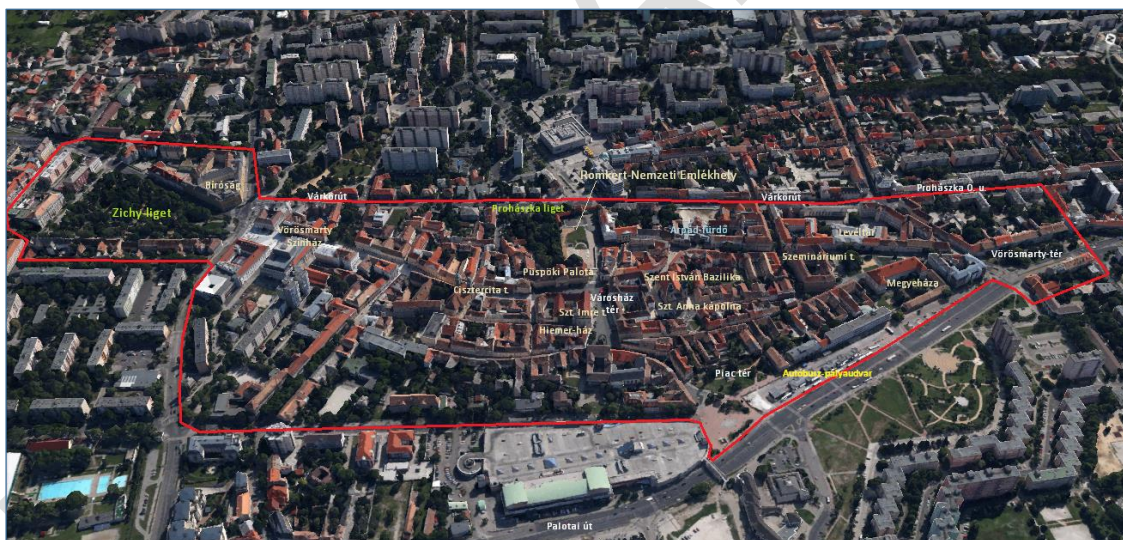 Romkert-Nemzeti Emlékhely
Bíróság
Várkörút
Várkörút
Prohászka O. u.
Zichy-liget
Prohászka liget
Vörösmarty
Színház
Árpád-fürdő
Levéltár
Püspöki Palota
Szemináriumi t.
Vörösmarty-tér
Szent István Bazilika
Megyeháza
Cisztercita t.
Városház
tér
Szt. Imre t.
Szt. Anna kápolna
Hiemer-ház
Piac tér
Autóbusz-pályaudvar
Palotai út